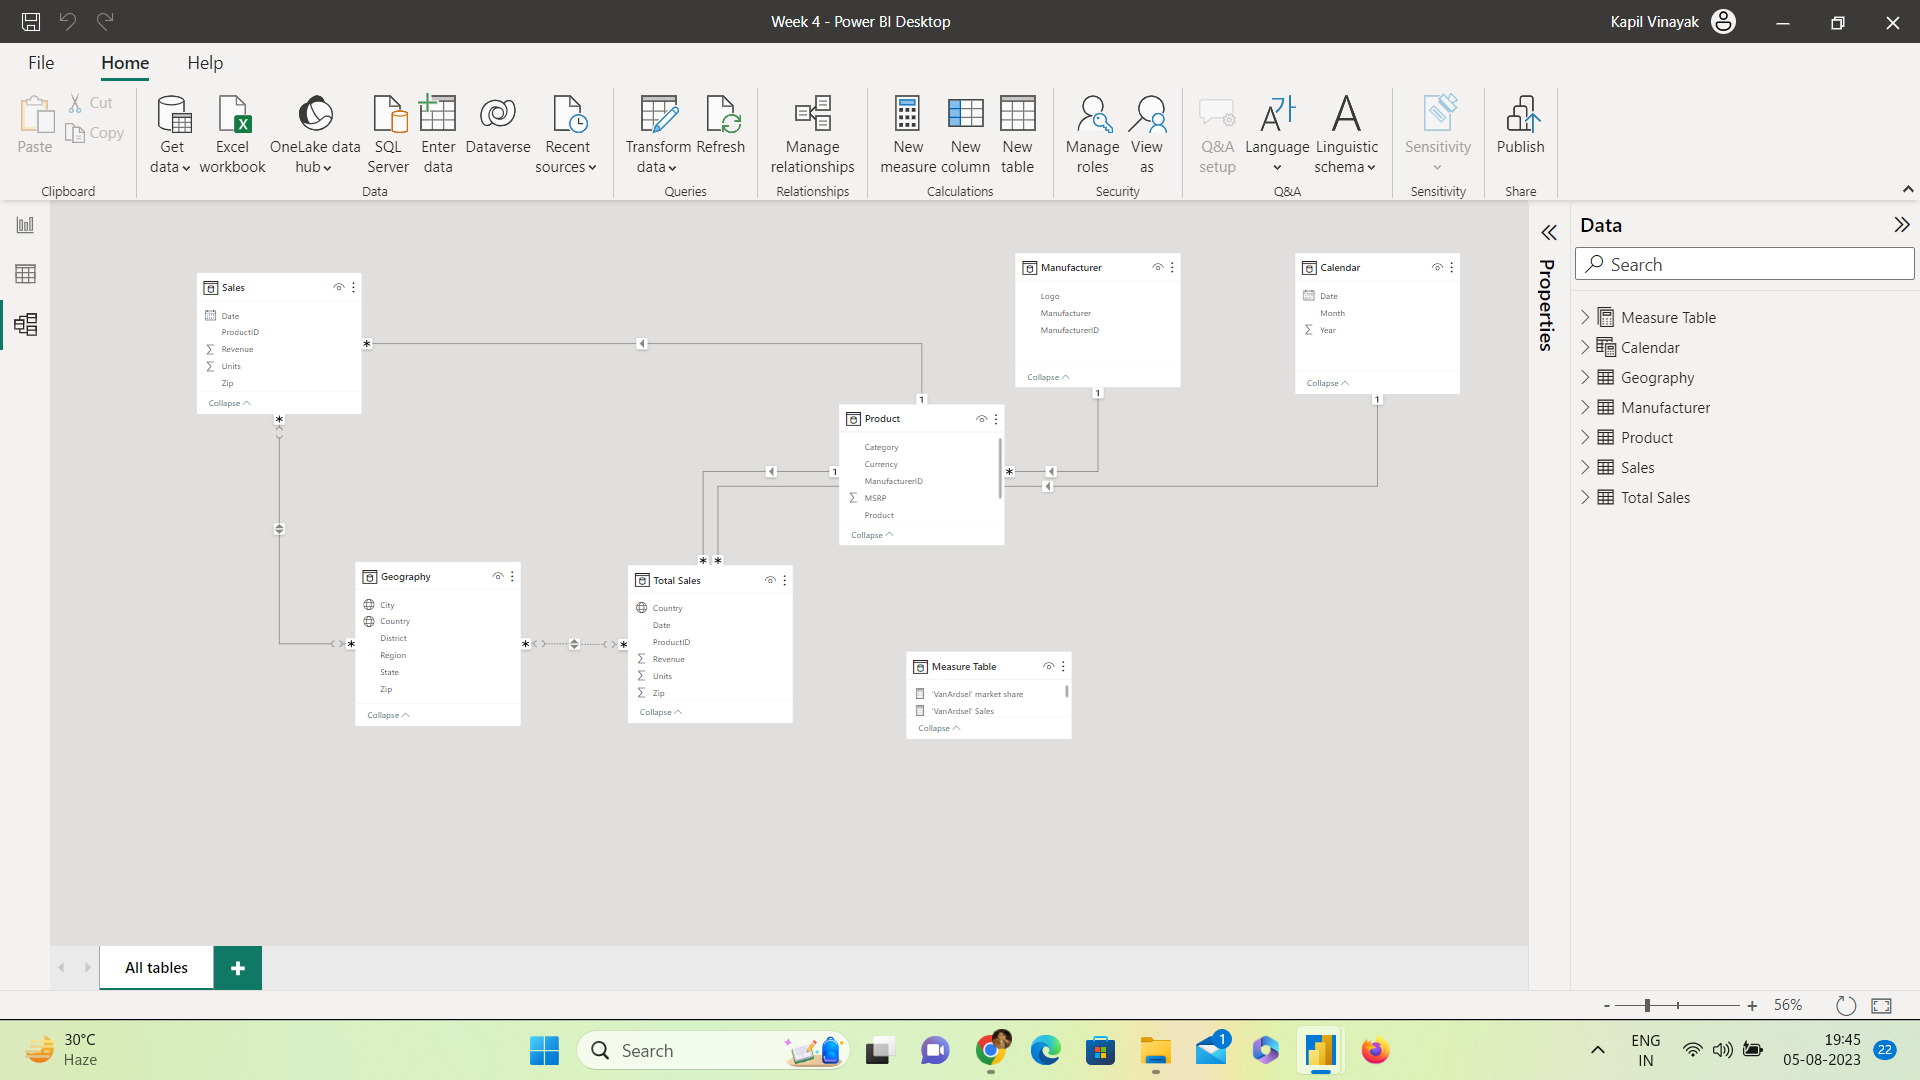 Week 4 - Power BI Desktop
Kapil Vinayak
File
Home
Help
Paste
Cut
Copy
Clipboard
Get data
Excel workbook
OneLake data hub
SQL Server
Enter data
Dataverse
Recent sources
Data
Transform data
Refresh
Queries
Manage relationships
Relationships
New measure
New column
New table
Calculations
Manage roles
View as
Security
Q&A setup
Language
Linguistic schema
Q&A
Sensitivity
Sensitivity
Publish
Share
Sales
Date
ProductID
Revenue
Units
Zip
Collapse
Manufacturer
Logo
Manufacturer
ManufacturerID
Collapse
Calendar
Date
Month
Year
Collapse
* 1 1 1
Product
Category
Currency
ManufacturerID
MSRP
Product
Collapse
* 1 *
Geography
City
Country
District
Region
State
Zip
Collapse
* *
Total Sales
Country
Date
ProductID
Revenue
Units
Zip
Collapse
* * *
Measure Table
'VanArdsel' market share
'VanArdsel' Sales
Collapse
Properties
Data
Search
Measure Table
Calendar
Geography
Manufacturer
Product
Sales
Total Sales
All tables
+
- + 56%
30°C
Haze
Search
1
ENG
IN
19:45
05-08-2023
22